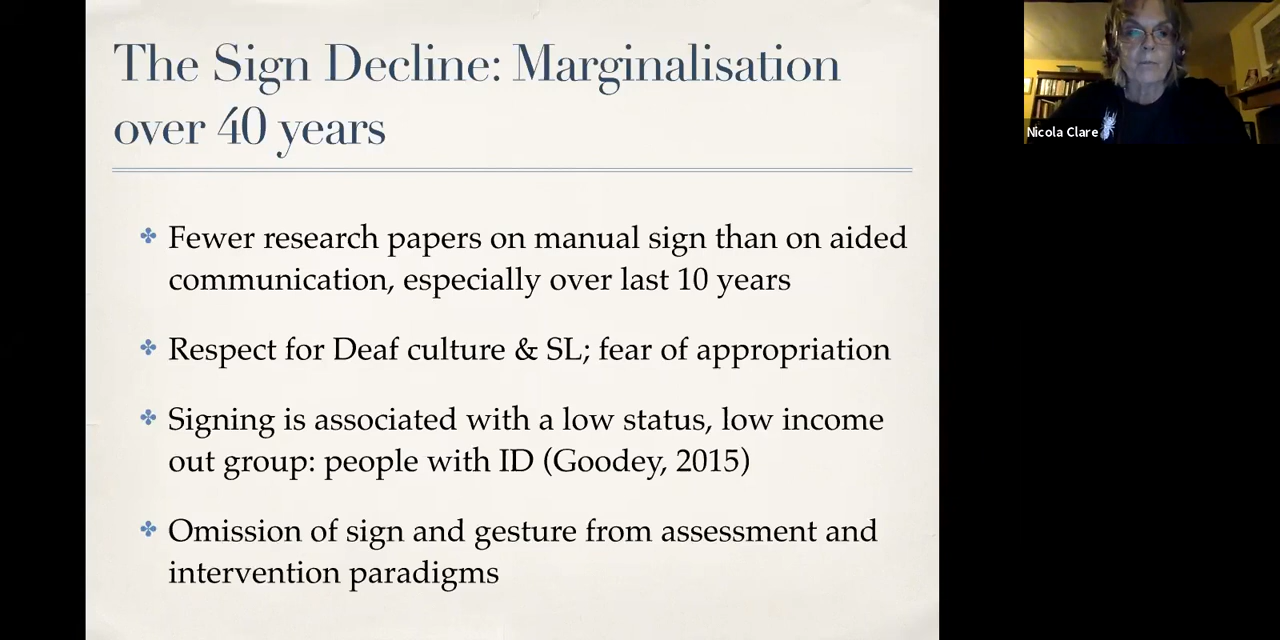 The Sign Decline: Marginalisation
over 40 years
Fewer research papers on manual sign than on aided
communication, especially over last 10 years
Respect for Deaf culture & SL; fear of appropriation
Signing is associated with a low status, low income
out group: people with ID (Goodey, 2015)
Omission of sign and gesture from assessment and
intervention paradigms
Nicola Clare